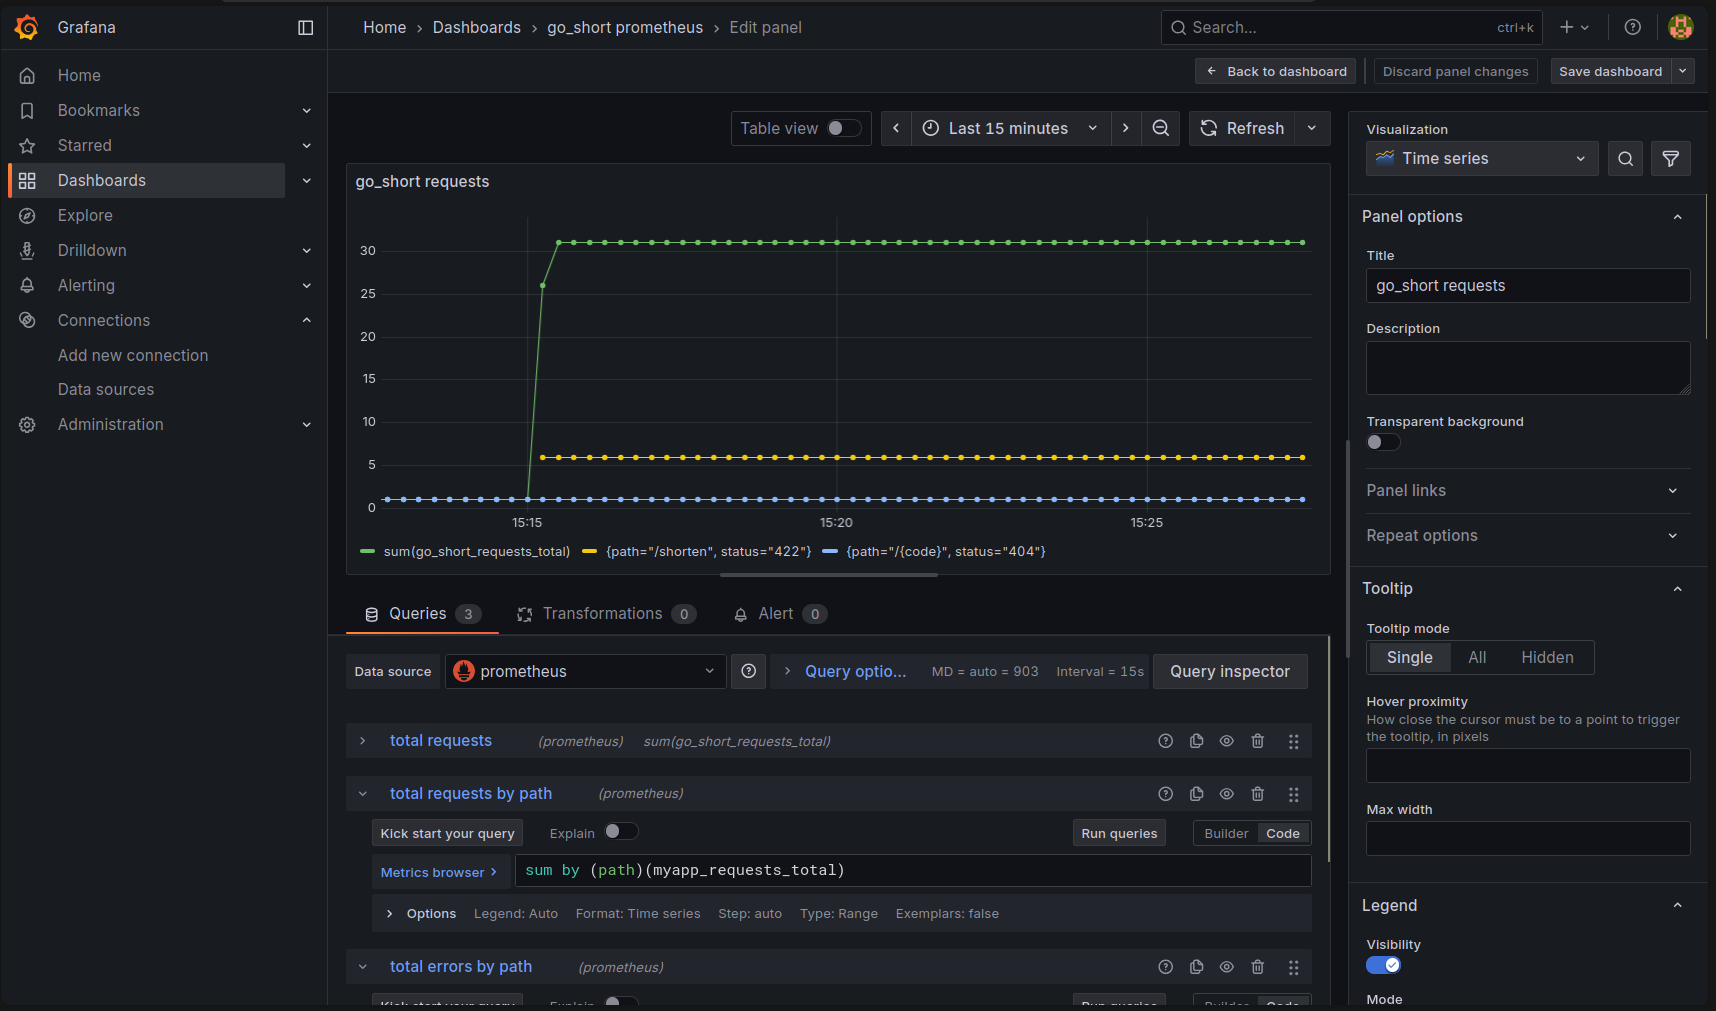 Grafana
Home › Dashboards › go_short prometheus › Edit panel
Search... ctrl+k
Back to dashboard
Discard panel changes
Save dashboard
Home
Bookmarks
Starred
Dashboards
Explore
Drilldown
Alerting
Connections
Add new connection
Data sources
Administration
Table view
Last 15 minutes
Refresh
go_short requests
30
25
20
15
10
5
0
15:15
15:20
15:25
sum(go_short_requests_total) {path="/shorten", status="422"} {path="/{code}", status="404"}
Queries 3
Transformations 0
Alert 0
Data source
prometheus
Query optio...
MD = auto = 903
Interval = 15s
Query inspector
total requests (prometheus) sum(go_short_requests_total)
total requests by path (prometheus)
Kick start your query
Explain
Run queries
Builder
Code
Metrics browser
sum by (path)(myapp_requests_total)
Options Legend: Auto Format: Time series Step: auto Type: Range Exemplars: false
total errors by path (prometheus)
Kick start your query
Explain
Run queries
Builder
Code
Visualization
Time series
Panel options
Title
go_short requests
Description
Transparent background
Panel links
Repeat options
Tooltip
Tooltip mode
Single
All
Hidden
Hover proximity
How close the cursor must be to a point to trigger
the tooltip, in pixels
Max width
Legend
Visibility
Mode